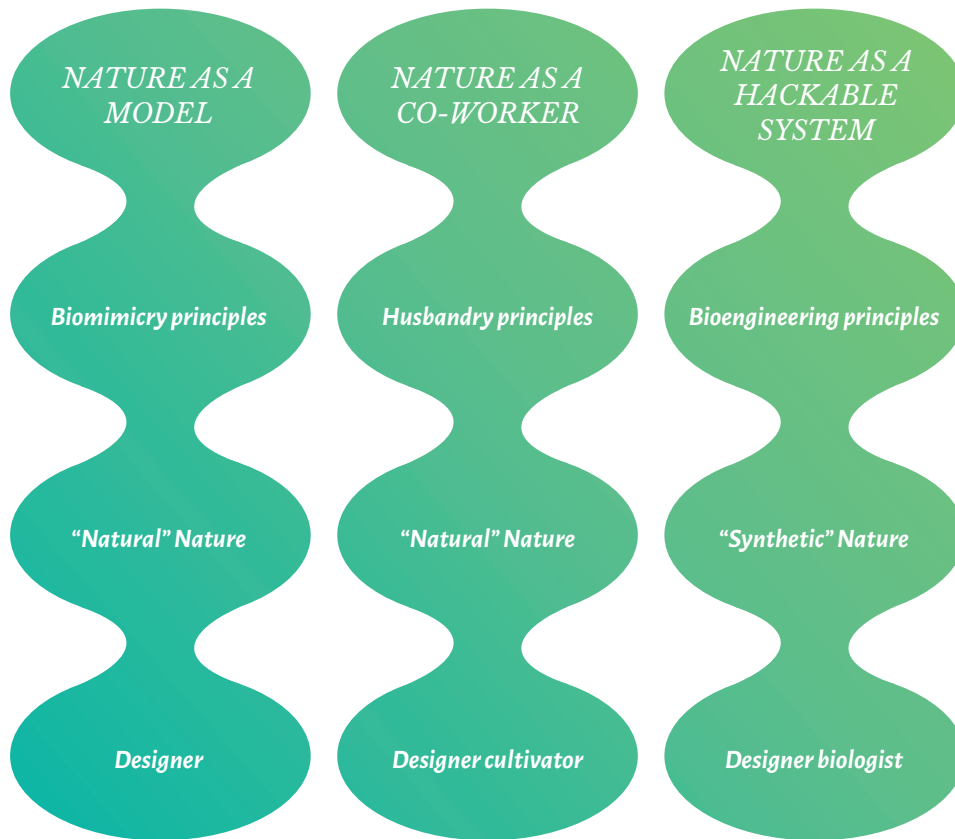 NATURE AS A
MODEL
Biomimicry principles
“Natural” Nature
Designer
NATURE AS A
CO-WORKER
Husbandry principles
“Natural” Nature
Designer cultivator
NATURE AS A
HACKABLE
SYSTEM
Bioengineering principles
“Synthetic” Nature
Designer biologist